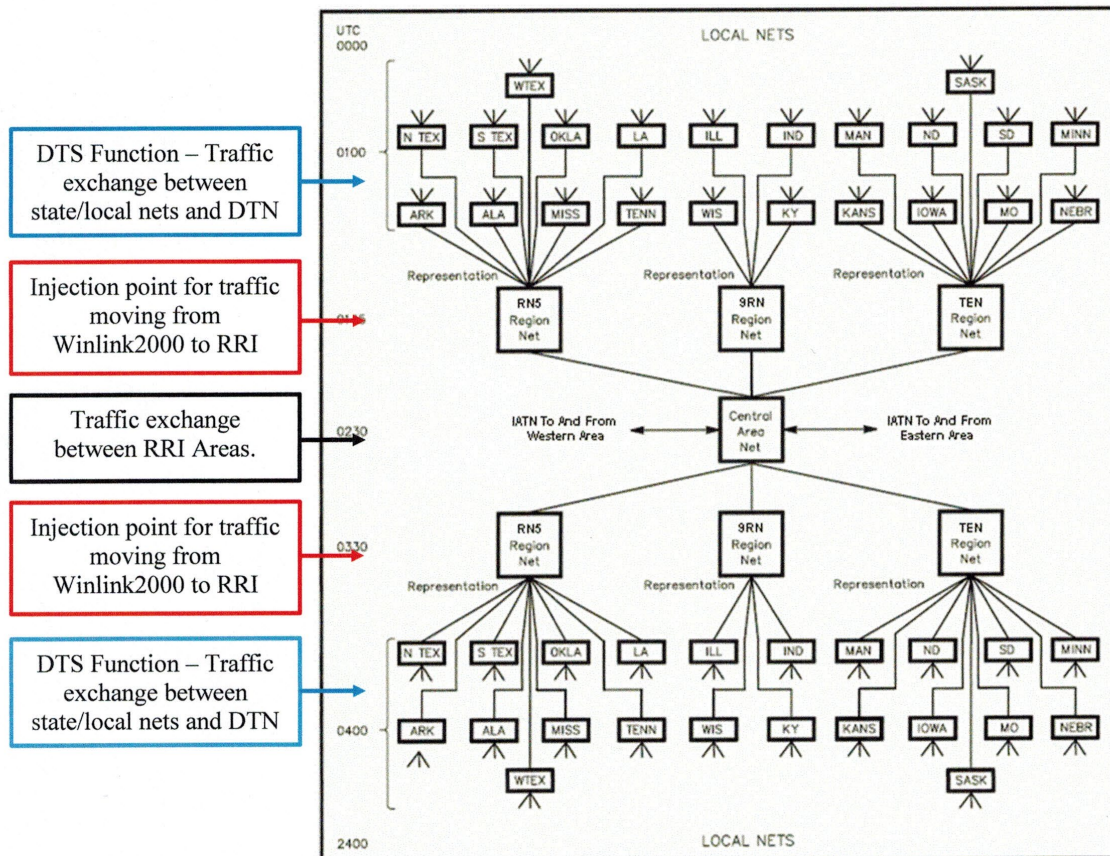 UTC
0000
LOCAL NETS
WTEX
SASK
N TEX
S TEX
OKLA
LA
ILL
IND
MAN
ND
SD
MINN
0100
DTS Function – Traffic
exchange between
state/local nets and DTN
ARK
ALA
MISS
TENN
WIS
KY
KANS
IOWA
MO
NEBR
Representation
Representation
Representation
Injection point for traffic
moving from
Winlink2000 to RRI
RN5
Region
Net
9RN
Region
Net
TEN
Region
Net
Traffic exchange
between RRI Areas.
0230
IATN To And From
Western Area
Central
Area
Net
IATN To And From
Eastern Area
Injection point for traffic
moving from
Winlink2000 to RRI
0330
RN5
Region
Net
9RN
Region
Net
TEN
Region
Net
Representation
Representation
Representation
DTS Function – Traffic
exchange between
state/local nets and DTN
N TEX
S TEX
OKLA
LA
ILL
IND
MAN
ND
SD
MINN
0400
ARK
ALA
MISS
TENN
WIS
KY
KANS
IOWA
MO
NEBR
WTEX
SASK
2400
LOCAL NETS